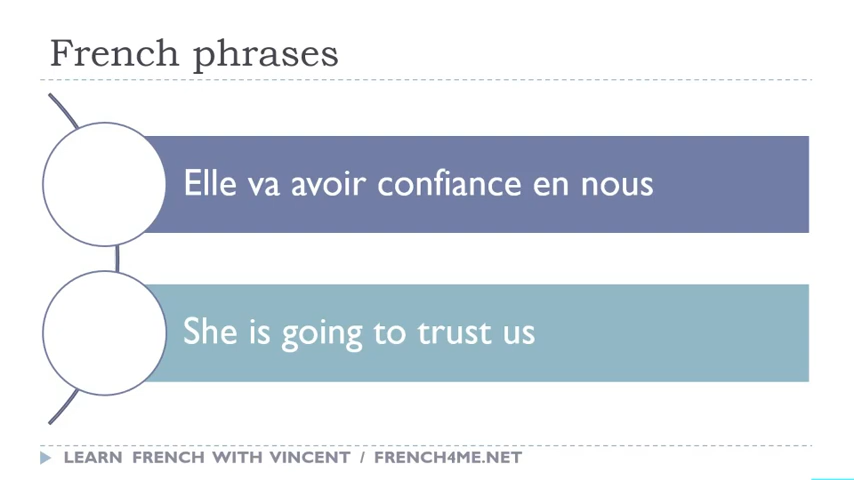 French phrases
Elle va avoir confiance en nous
She is going to trust us
LEARN FRENCH WITH VINCENT / FRENCH4ME.NET